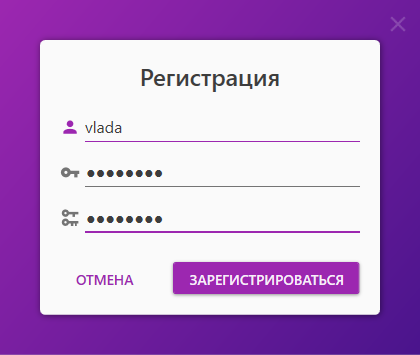 Регистрация
vlada
••••••••
••••••••
ОТМЕНА
ЗАРЕГИСТРИРОВАТЬСЯ